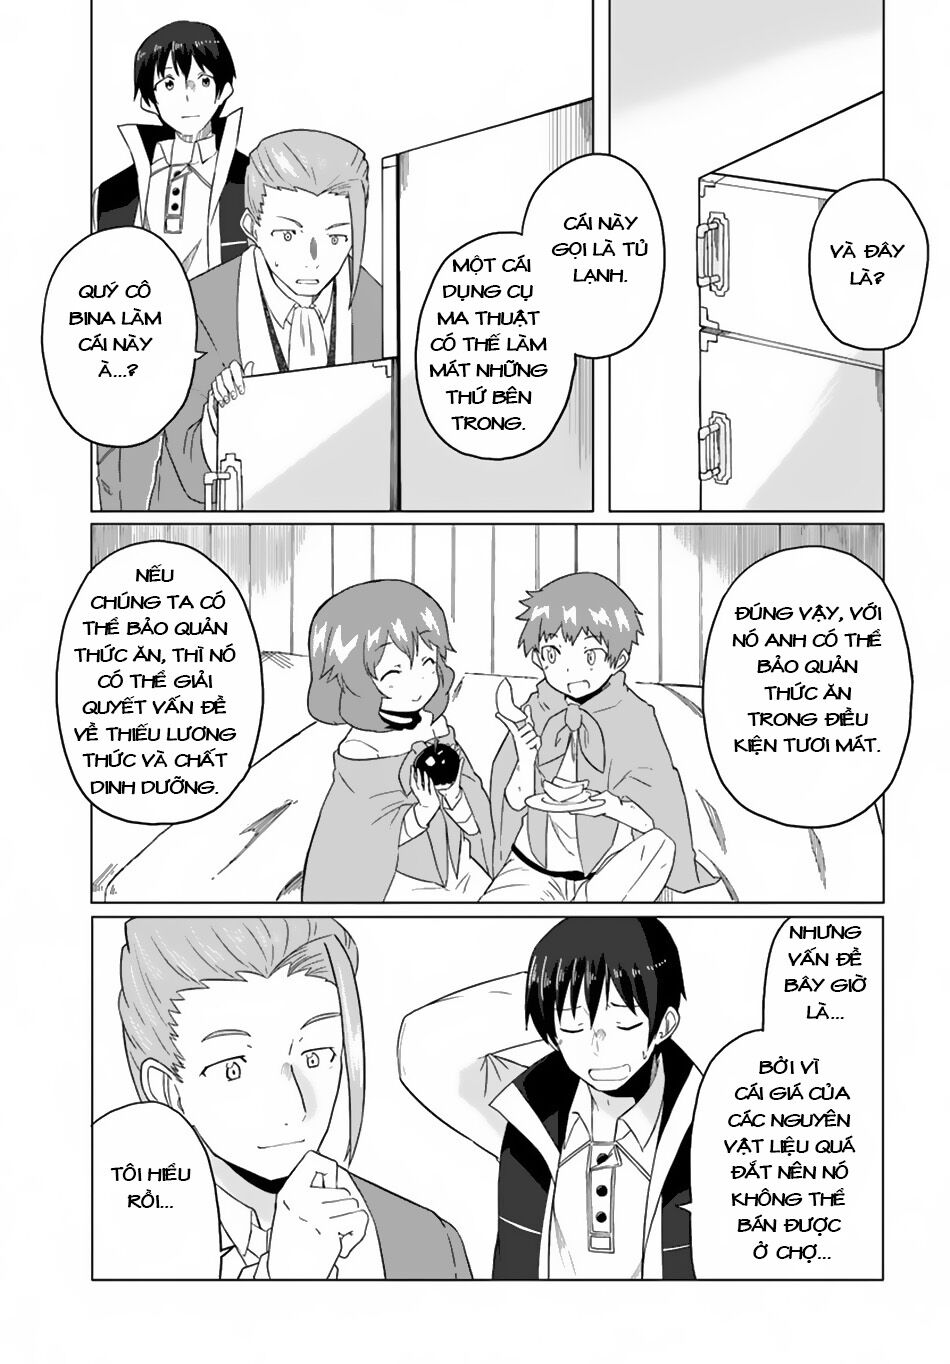 VÀ ĐÂY
LÀ?
CÁI NÀY
GỌI LÀ TỦ
LẠNH.
MỘT CÁI
DỤNG CỤ
MA THUẬT
CÓ THỂ LÀM
MÁT NHỮNG
THỨ BÊN
TRONG.
QUÝ CÔ
BINA LÀM
CÁI NÀY
À...?
ĐÚNG VẬY, VỚI
NÓ ANH CÓ THỂ
BẢO QUẢN
THỨC ĂN
TRONG ĐIỀU
KIỆN TƯƠI MÁT.
NẾU
CHÚNG TA CÓ
THỂ BẢO QUẢN
THỨC ĂN, THÌ NÓ
CÓ THỂ GIẢI
QUYẾT VẤN ĐỀ
VỀ THIẾU LƯƠNG
THỨC VÀ CHẤT
DINH DƯỠNG.
NHƯNG
VẤN ĐỀ
BÂY GIỜ
LÀ...
BỞI VÌ
CÁI GIÁ CỦA
CÁC NGUYÊN
VẬT LIỆU QUÁ
ĐẮT NÊN NÓ
KHÔNG THỂ
BÁN ĐƯỢC
Ở CHỢ...
TÔI HIỂU
RỒI...